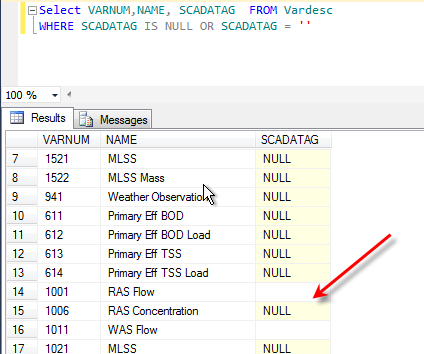 Select VARNUM,NAME, SCADATAG FROM Vardesc
WHERE SCADATAG IS NULL OR SCADATAG = ''
100 %
Results Messages
VARNUM NAME SCADATAG
7 1521 MLSS NULL
8 1522 MLSS Mass NULL
9 941 Weather Observations NULL
10 611 Primary Eff BOD NULL
11 612 Primary Eff BOD Load NULL
12 613 Primary Eff TSS NULL
13 614 Primary Eff TSS Load NULL
14 1001 RAS Flow
15 1006 RAS Concentration NULL
16 1011 WAS Flow
17 1021 MLSS NULL